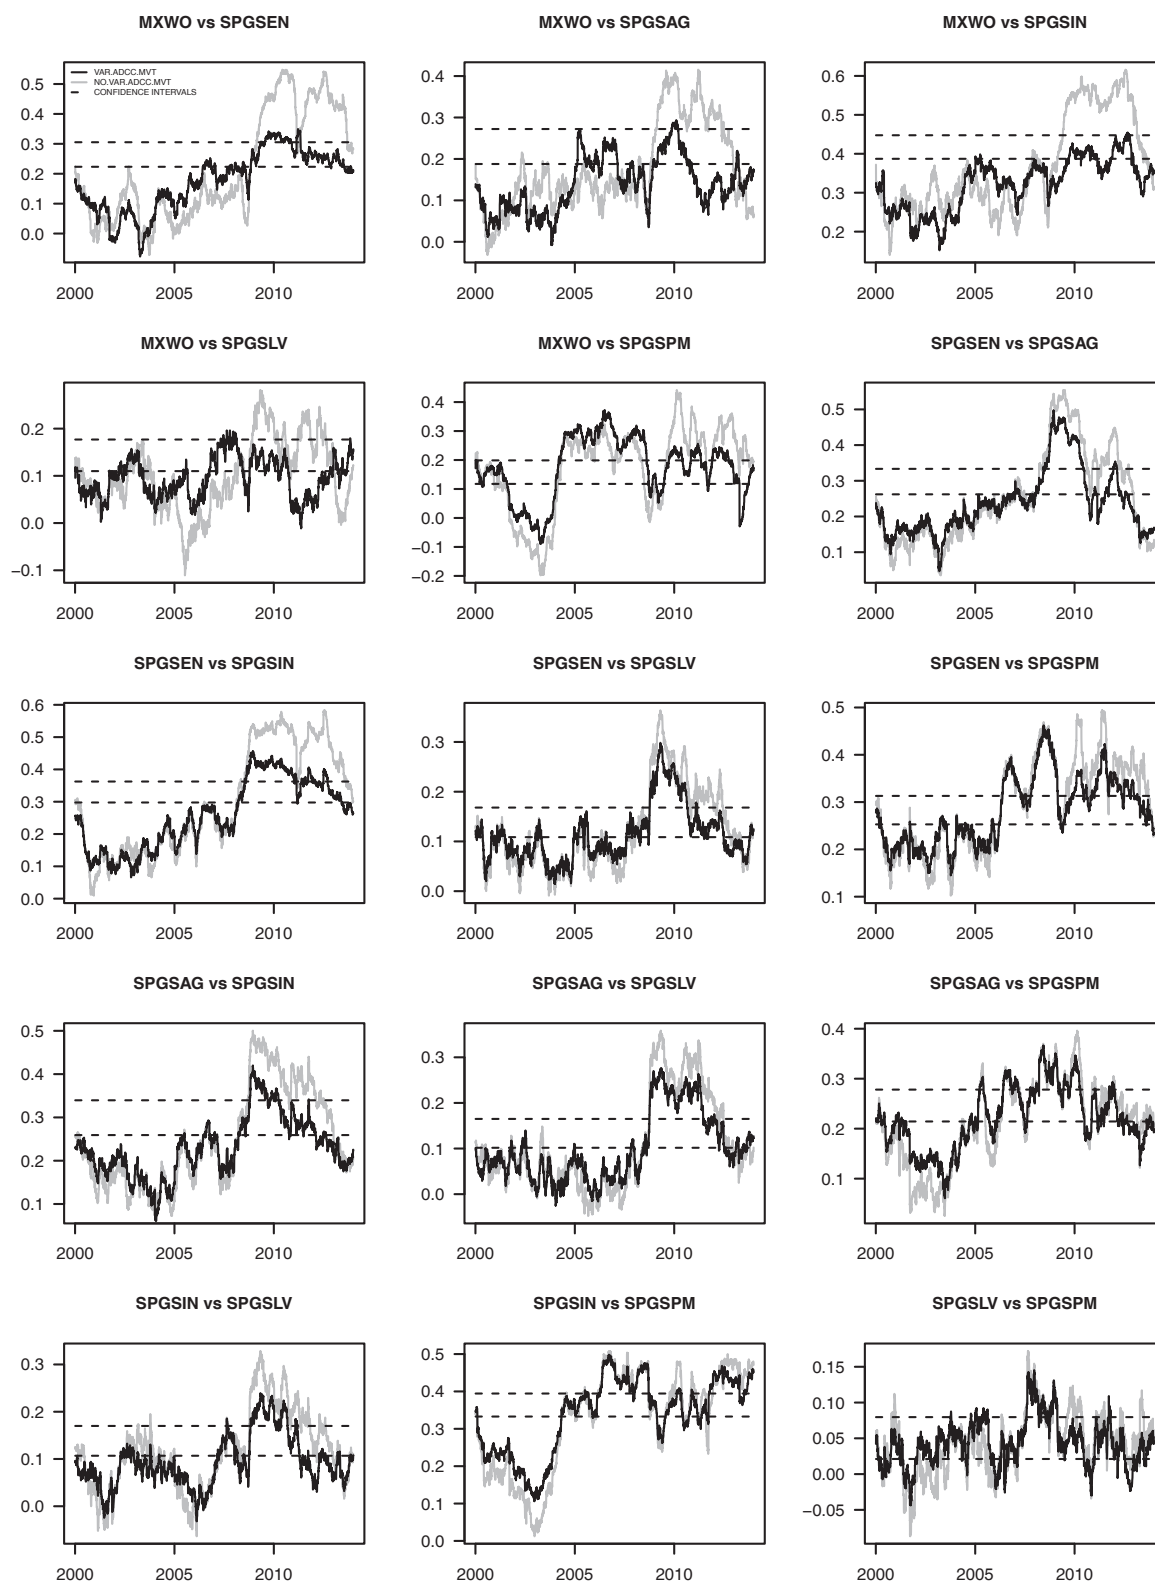 MXWO vs SPGSEN
MXWO vs SPGSAG
MXWO vs SPGSIN
VAR.ADCC.MVT
NO.VAR.ADCC.MVT
CONFIDENCE INTERVALS
0.5
0.4
0.3
0.2
0.1
0.0
2000 2005 2010
0.4
0.3
0.2
0.1
0.0
2000 2005 2010
0.6
0.5
0.4
0.3
0.2
2000 2005 2010
MXWO vs SPGSLV
MXWO vs SPGSPM
SPGSEN vs SPGSAG
0.2
0.1
0.0
−0.1
2000 2005 2010
0.4
0.3
0.2
0.1
0.0
−0.1
−0.2
2000 2005 2010
0.5
0.4
0.3
0.2
0.1
2000 2005 2010
SPGSEN vs SPGSIN
SPGSEN vs SPGSLV
SPGSEN vs SPGSPM
0.6
0.5
0.4
0.3
0.2
0.1
0.0
2000 2005 2010
0.3
0.2
0.1
0.0
2000 2005 2010
0.5
0.4
0.3
0.2
0.1
2000 2005 2010
SPGSAG vs SPGSIN
SPGSAG vs SPGSLV
SPGSAG vs SPGSPM
0.5
0.4
0.3
0.2
0.1
2000 2005 2010
0.3
0.2
0.1
0.0
2000 2005 2010
0.4
0.3
0.2
0.1
2000 2005 2010
SPGSIN vs SPGSLV
SPGSIN vs SPGSPM
SPGSLV vs SPGSPM
0.3
0.2
0.1
0.0
2000 2005 2010
0.5
0.4
0.3
0.2
0.1
0.0
2000 2005 2010
0.15
0.10
0.05
0.00
−0.05
2000 2005 2010